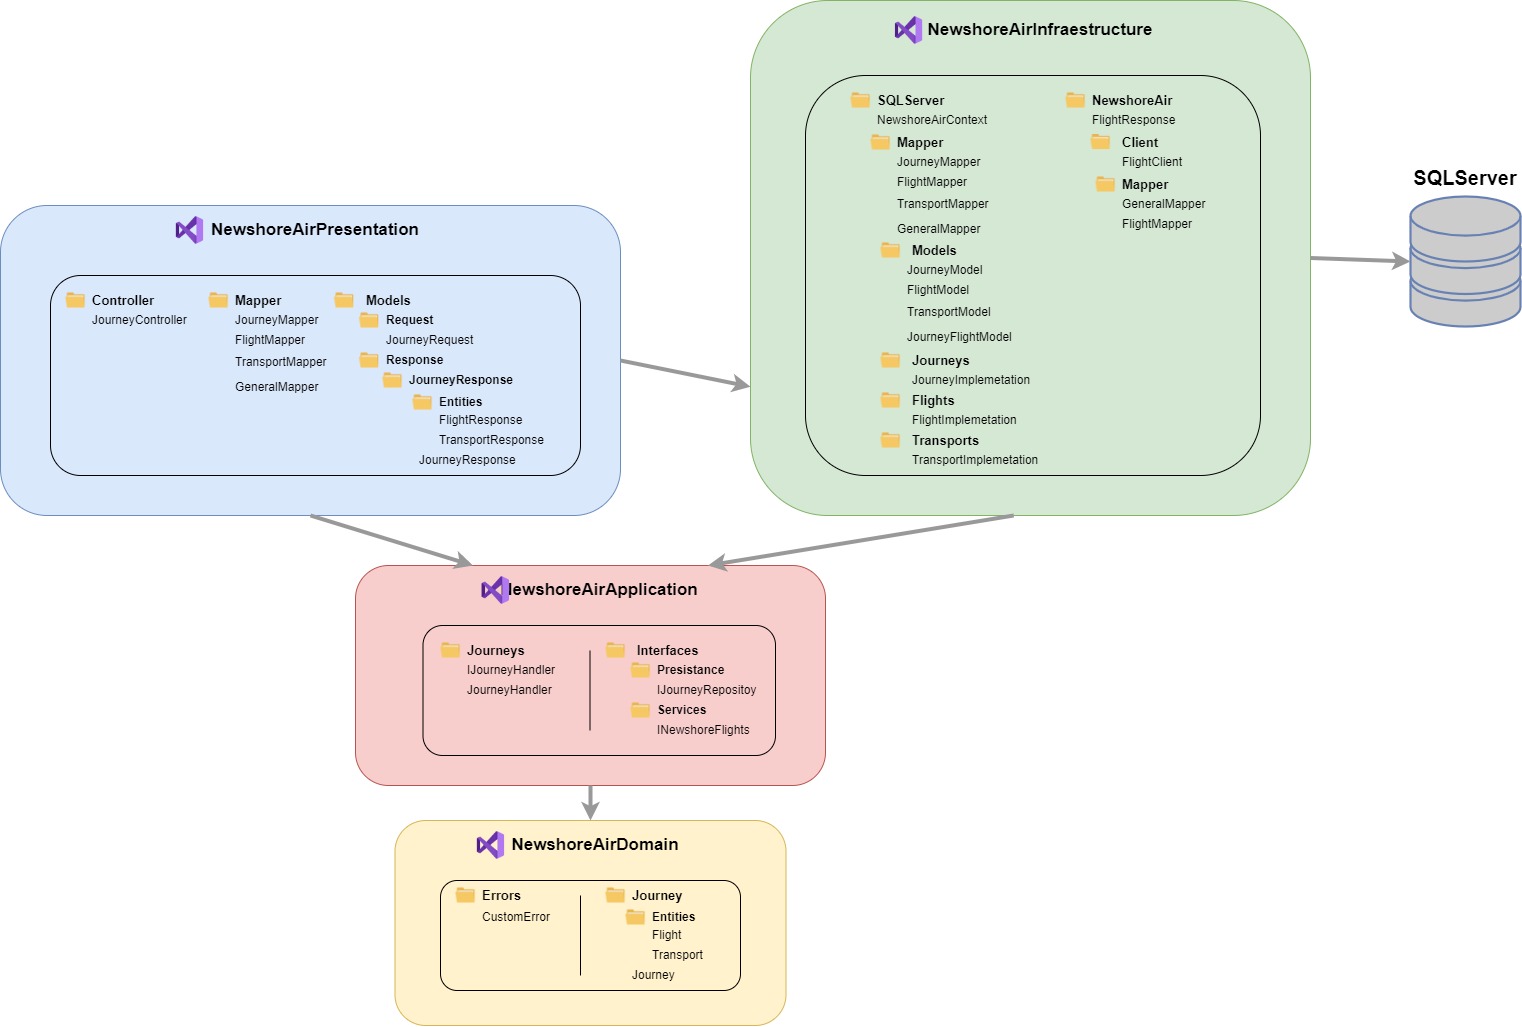 NewshoreAirInfraestructure
SQLServer
NewshoreAirContext
Mapper
JourneyMapper
FlightMapper
TransportMapper
GeneralMapper
Models
JourneyModel
FlightModel
TransportModel
JourneyFlightModel
Journeys
JourneyImplemetation
Flights
FlightImplemetation
Transports
TransportImplemetation
NewshoreAir
FlightResponse
Client
FlightClient
Mapper
GeneralMapper
FlightMapper
SQLServer
NewshoreAirPresentation
Controller
JourneyController
Mapper
JourneyMapper
FlightMapper
TransportMapper
GeneralMapper
Models
Request
JourneyRequest
Response
JourneyResponse
Entities
FlightResponse
TransportResponse
JourneyResponse
NewshoreAirApplication
Journeys
IJourneyHandler
JourneyHandler
Interfaces
Presistance
IJourneyRepositoy
Services
INewshoreFlights
NewshoreAirDomain
Errors
CustomError
Journey
Entities
Flight
Transport
Journey